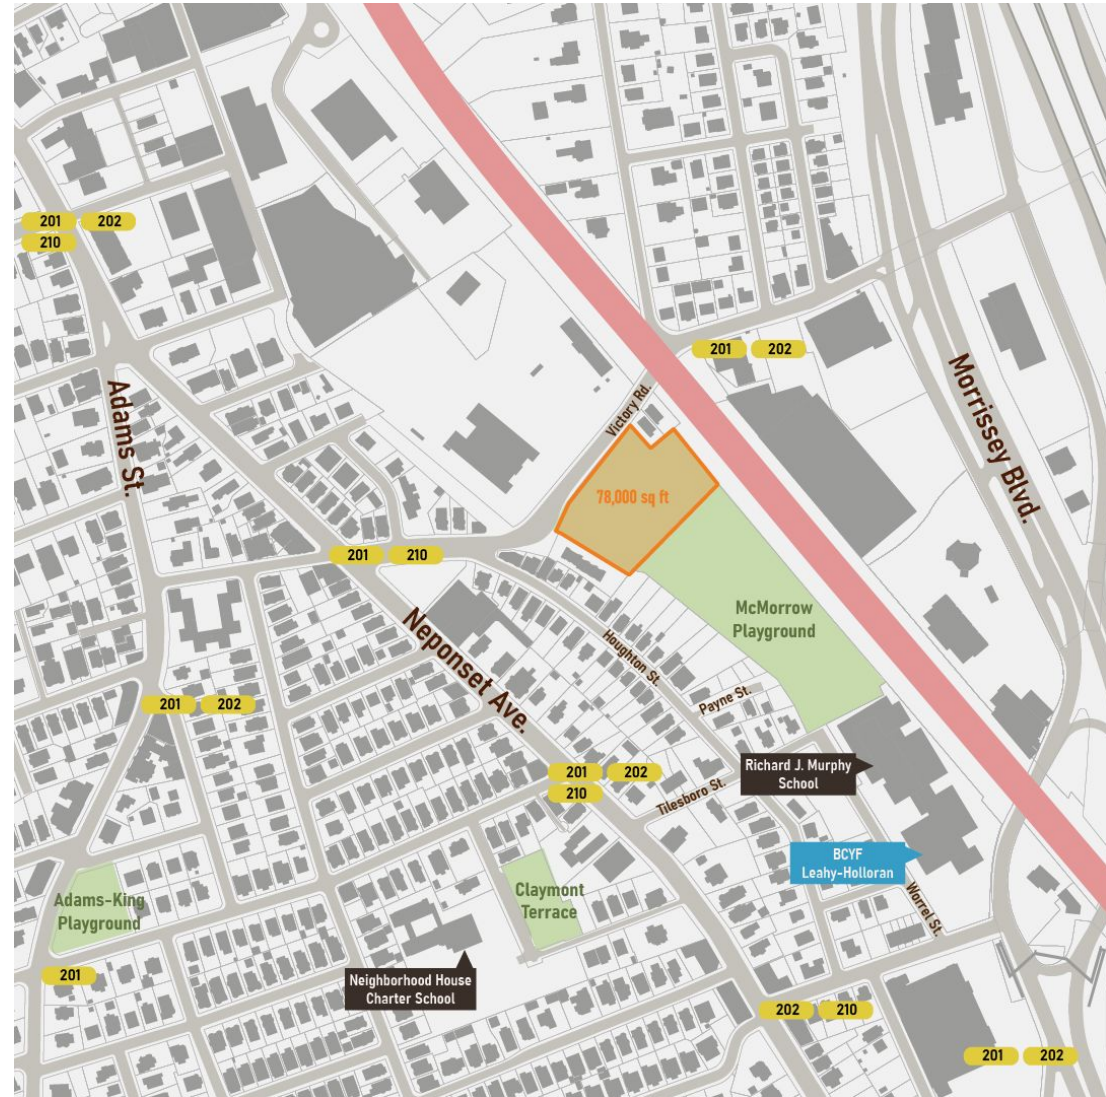 201 202
210
201 202
Victory Rd.
Adams St.
Morrissey Blvd.
78,000 sq ft
201 210
McMorrow
Playground
Neponset Ave.
Houghton St.
201 202
Payne St.
Richard J. Murphy
School
201 202
210
Tilesboro St.
BCYF
Leahy-Holloran
Claymont
Terrace
Adams-King
Playground
Worrel St.
201
Neighborhood House
Charter School
202 210
201 202